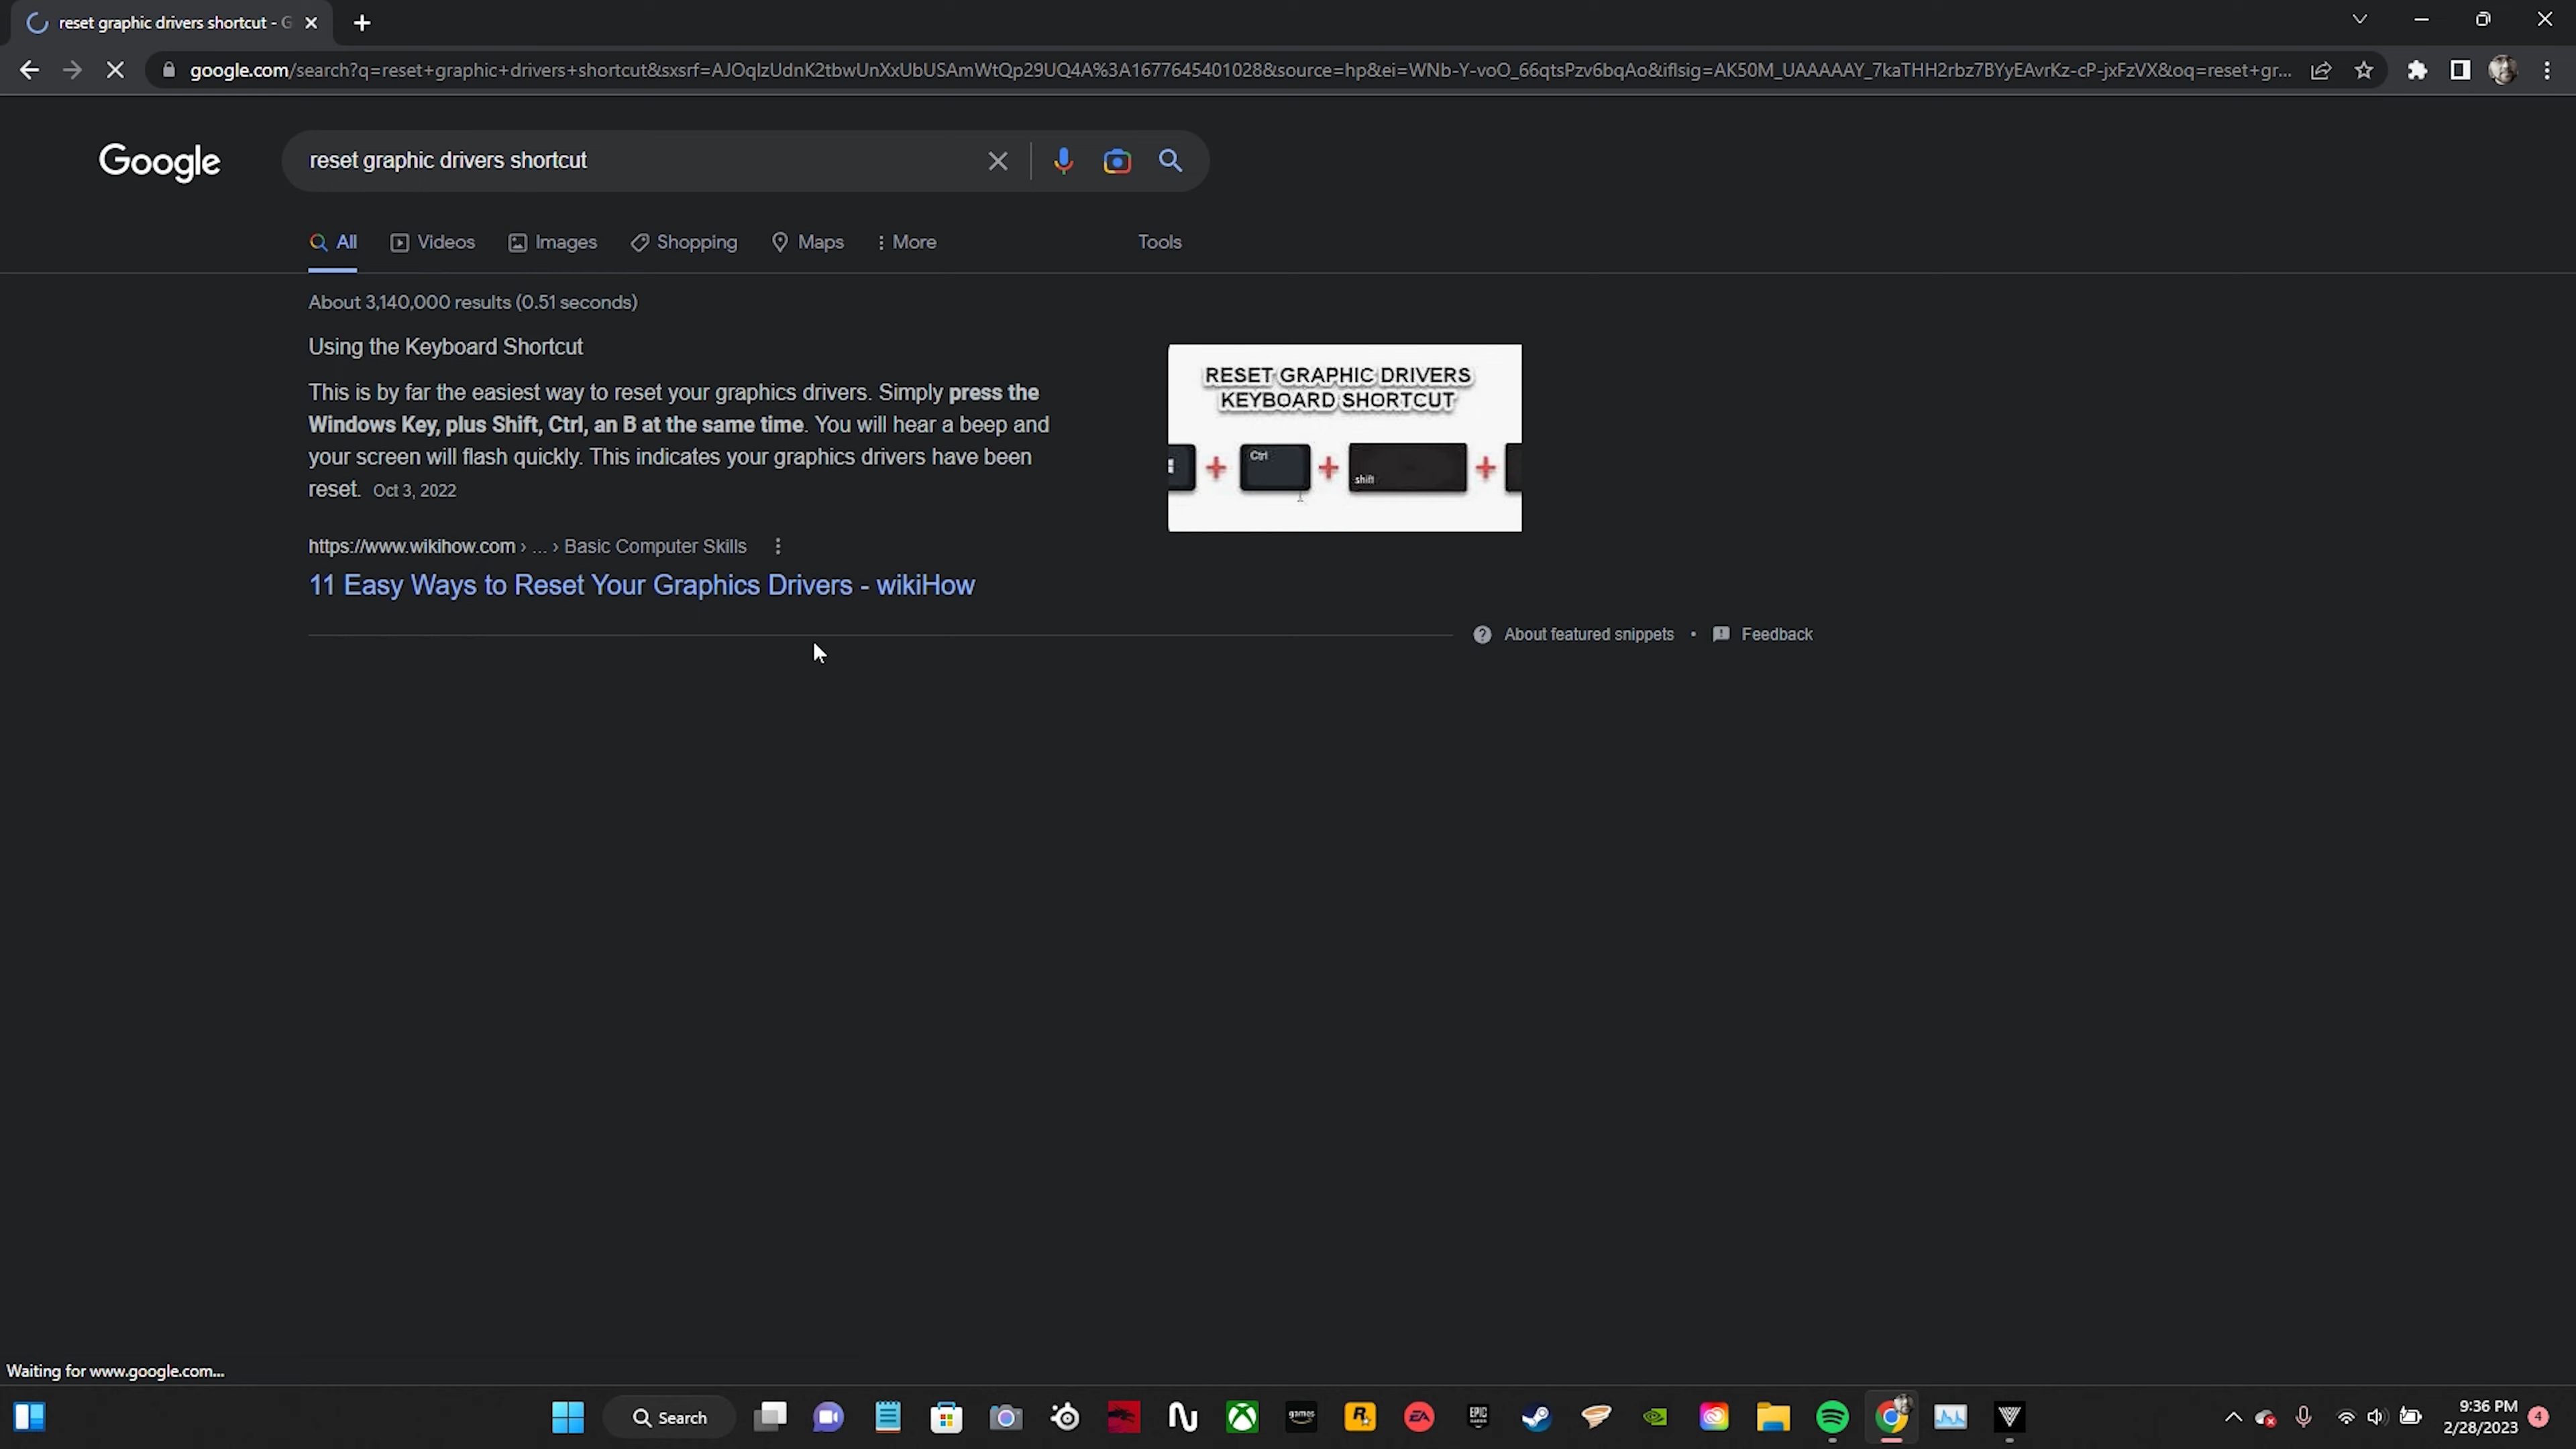 reset graphic drivers shortcut - G
google.com/search?q=reset+graphic+drivers+shortcut&sxsrf=AJOqlzUdnK2tbwUnXxUbUSAmWtQp29UQ4A%3A1677645401028&source=hp&ei=WNb-Y-voO_66qtsPzv6bqAo&iflsig=AK50M_UAAAAAY_7kaTHH2rbz7BYyEAvrKz-cP-jxFzVX&oq=reset+gr...
Google
reset graphic drivers shortcut
All Videos Images Shopping Maps More Tools
About 3,140,000 results (0.51 seconds)
Using the Keyboard Shortcut
This is by far the easiest way to reset your graphics drivers. Simply press the
Windows Key, plus Shift, Ctrl, an B at the same time. You will hear a beep and
your screen will flash quickly. This indicates your graphics drivers have been
reset. Oct 3, 2022
RESET GRAPHIC DRIVERS
KEYBOARD SHORTCUT
+ Ctrl + shift +
https://www.wikihow.com › ... › Basic Computer Skills
11 Easy Ways to Reset Your Graphics Drivers - wikiHow
About featured snippets • Feedback
Waiting for www.google.com...
Search
games
R
EA
EPIC
9:36 PM
2/28/2023
4